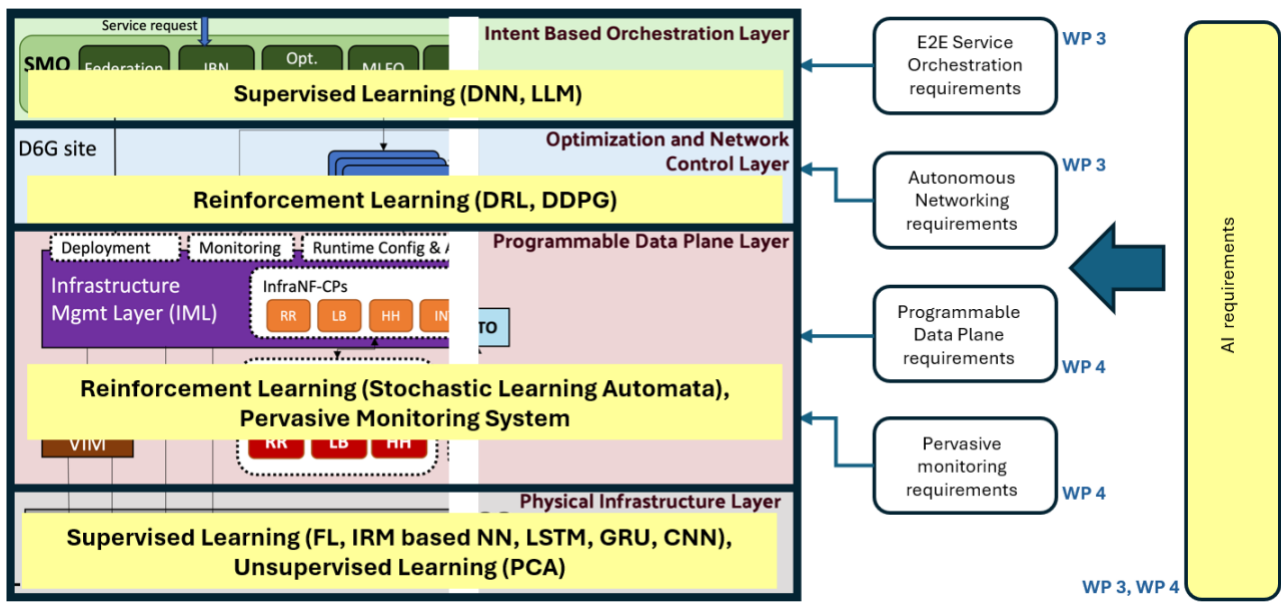 Service request
Intent Based Orchestration Layer
SMO
Federation
IBN
Opt.
MLFO
Supervised Learning (DNN, LLM)
D6G site
Optimization and Network
Control Layer
Reinforcement Learning (DRL, DDPG)
Deployment
Monitoring
Runtime Config & A
Programmable Data Plane Layer
Infrastructure
Mgmt Layer (IML)
InfraNF-CPs
RR
LB
HH
IN
TO
Reinforcement Learning (Stochastic Learning Automata),
Pervasive Monitoring System
VIM
RR
LB
HH
Physical Infrastructure Layer
Supervised Learning (FL, IRM based NN, LSTM, GRU, CNN),
Unsupervised Learning (PCA)
E2E Service
Orchestration
requirements
WP 3
Autonomous
Networking
requirements
WP 3
Programmable
Data Plane
requirements
WP 4
Pervasive
monitoring
requirements
WP 4
AI requirements
WP 3, WP 4